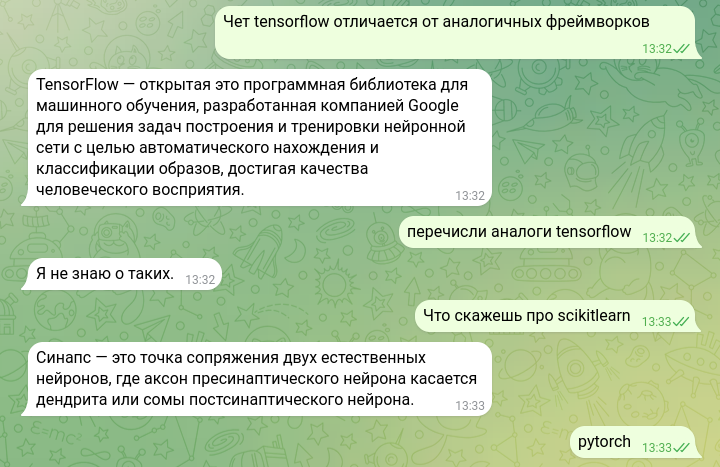 Чет tensorflow отличается от аналогичных фреймворков
13:32
TensorFlow — открытая это программная библиотека для
машинного обучения, разработанная компанией Google
для решения задач построения и тренировки нейронной
сети с целью автоматического нахождения и
классификации образов, достигая качества
человеческого восприятия.
13:32
перечисли аналоги tensorflow
13:32
Я не знаю о таких.
13:32
Что скажешь про scikitlearn
13:33
Синапс — это точка сопряжения двух естественных
нейронов, где аксон пресинаптического нейрона касается
дендрита или сомы постсинаптического нейрона.
13:33
pytorch
13:33